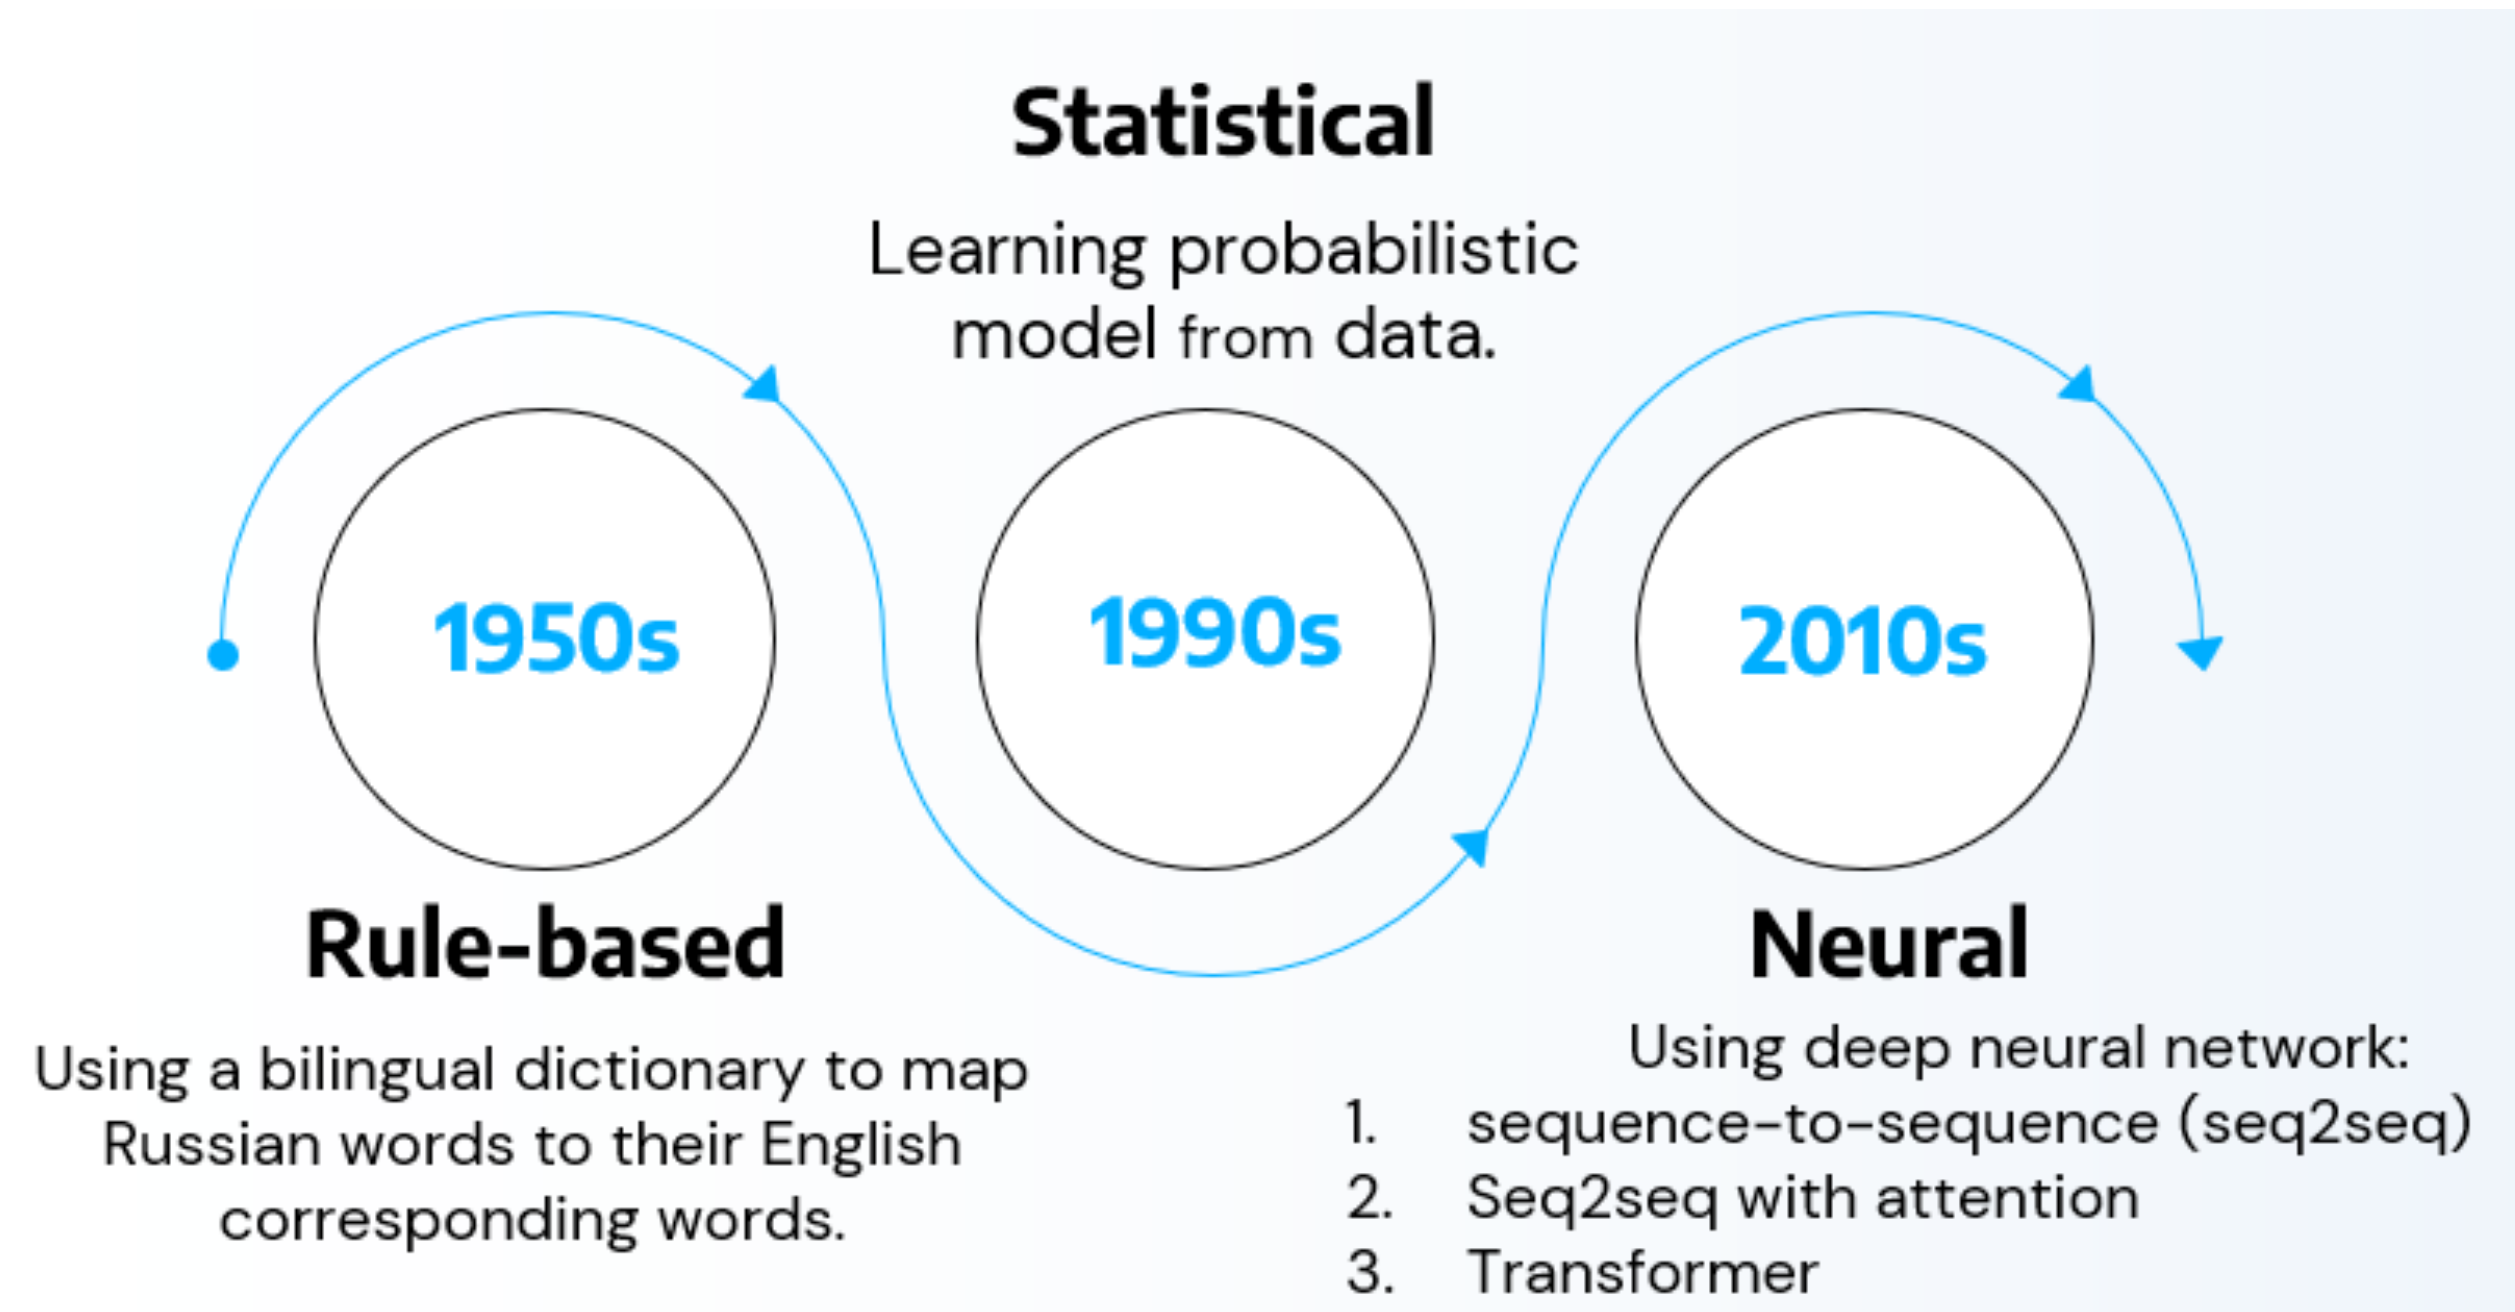 Statistical
Learning probabilistic
model from data.
1950s
1990s
2010s
Rule-based
Using a bilingual dictionary to map
Russian words to their English
corresponding words.
Neural
Using deep neural network:
1. sequence-to-sequence (seq2seq)
2. Seq2seq with attention
3. Transformer